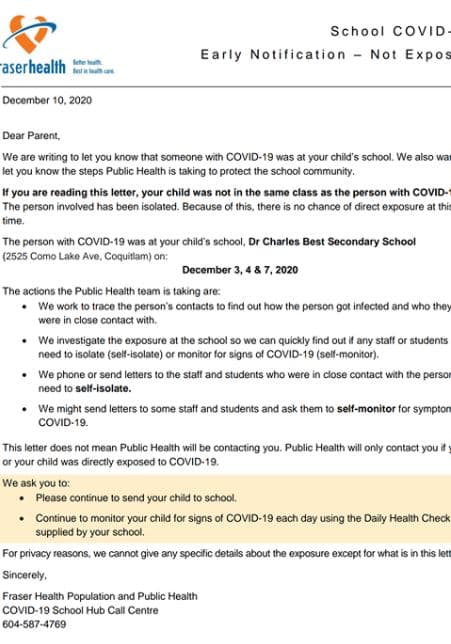 School COVID-
Early Notification – Not Expos
raserhealth
Better health.
Best in health care.
December 10, 2020
Dear Parent,
We are writing to let you know that someone with COVID-19 was at your child's school. We also wa
let you know the steps Public Health is taking to protect the school community.
If you are reading this letter, your child was not in the same class as the person with COVID-1
The person involved has been isolated. Because of this, there is no chance of direct exposure at this
time.
The person with COVID-19 was at your child's school, Dr Charles Best Secondary School
(2525 Como Lake Ave, Coquitlam) on:
December 3, 4 & 7, 2020
The actions the Public Health team is taking are:
• We work to trace the person's contacts to find out how the person got infected and who they
were in close contact with.
• We investigate the exposure at the school so we can quickly find out if any staff or students
need to isolate (self-isolate) or monitor for signs of COVID-19 (self-monitor).
• We phone or send letters to the staff and students who were in close contact with the person
need to self-isolate.
• We might send letters to some staff and students and ask them to self-monitor for symptom
COVID-19.
This letter does not mean Public Health will be contacting you. Public Health will only contact you if y
or your child was directly exposed to COVID-19.
We ask you to:
• Please continue to send your child to school.
• Continue to monitor your child for signs of COVID-19 each day using the Daily Health Check
supplied by your school.
For privacy reasons, we cannot give any specific details about the exposure except for what is in this lett
Sincerely,
Fraser Health Population and Public Health
COVID-19 School Hub Call Centre
604-587-4769